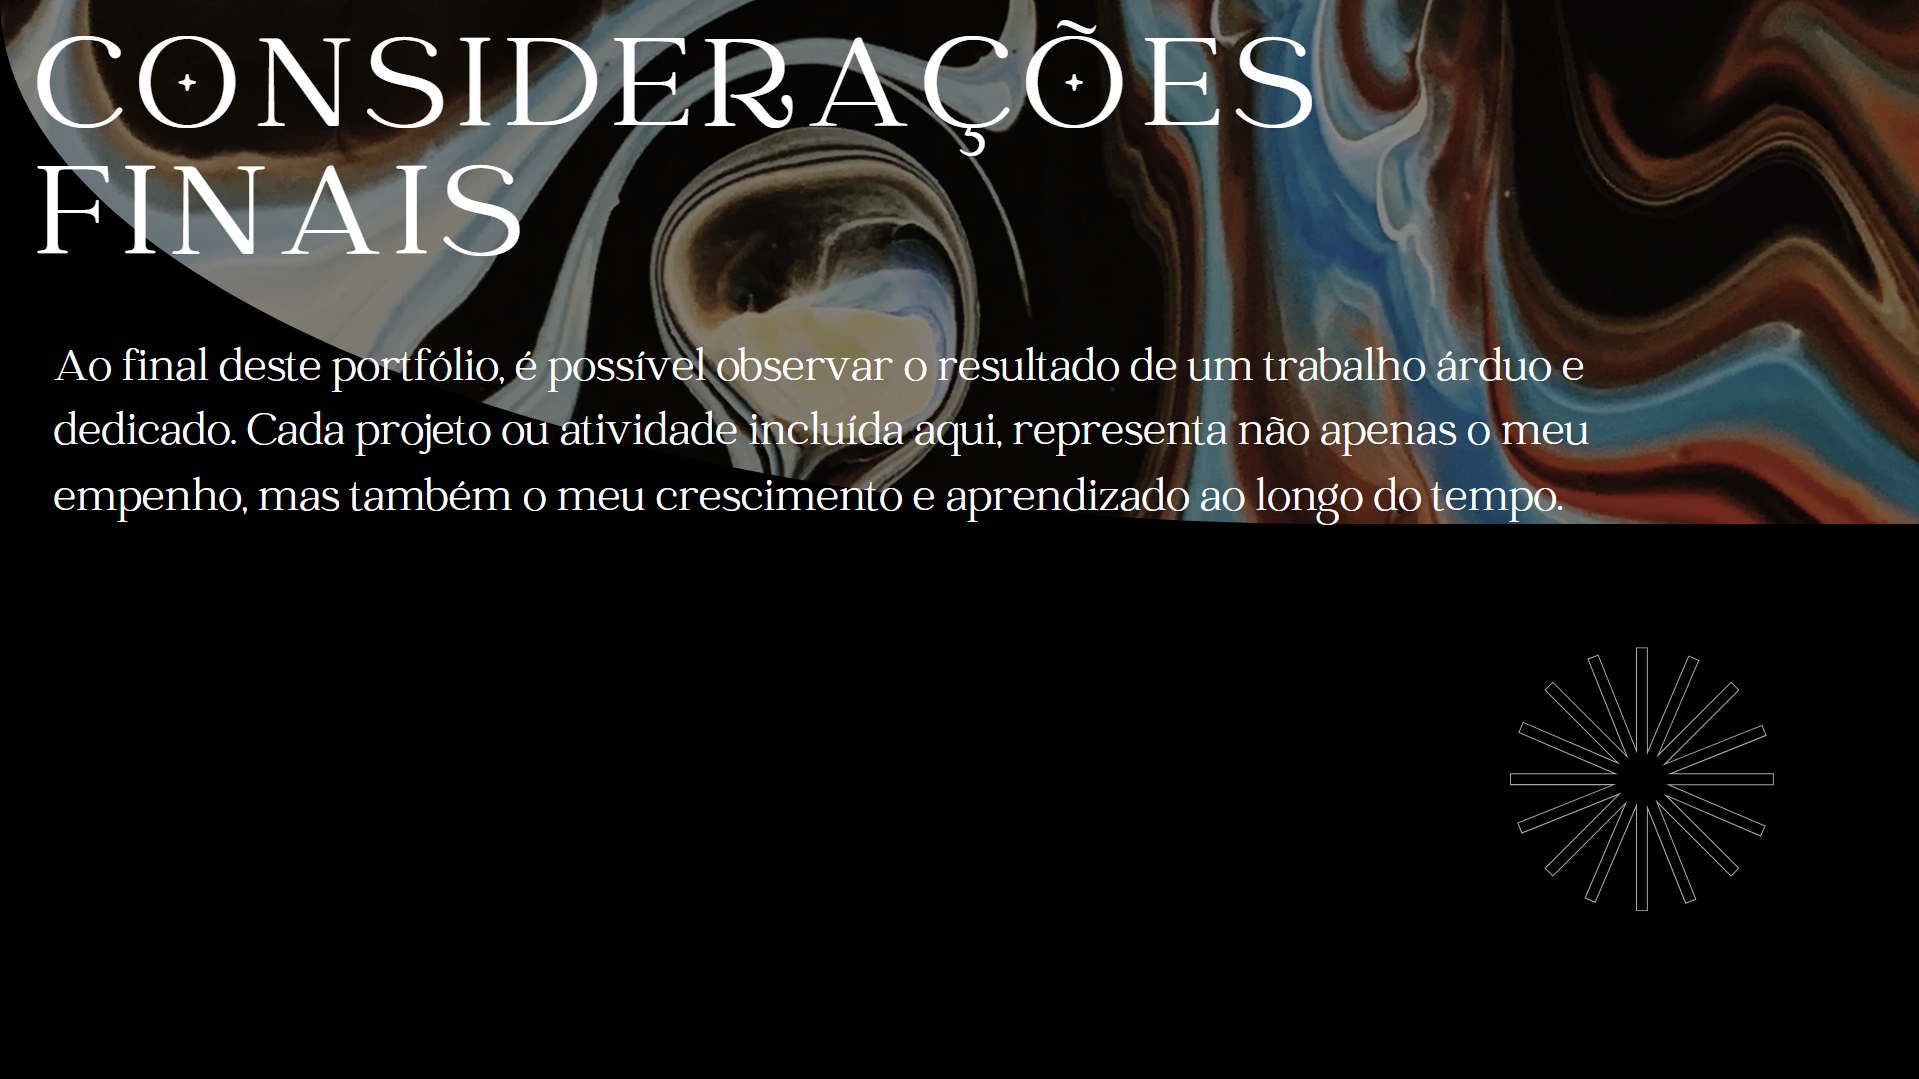 CONSIDERAÇÕES
FINAIS
Ao final deste portfólio, é possível observar o resultado de um trabalho árduo e
dedicado. Cada projeto ou atividade incluída aqui, representa não apenas o meu
empenho, mas também o meu crescimento e aprendizado ao longo do tempo.